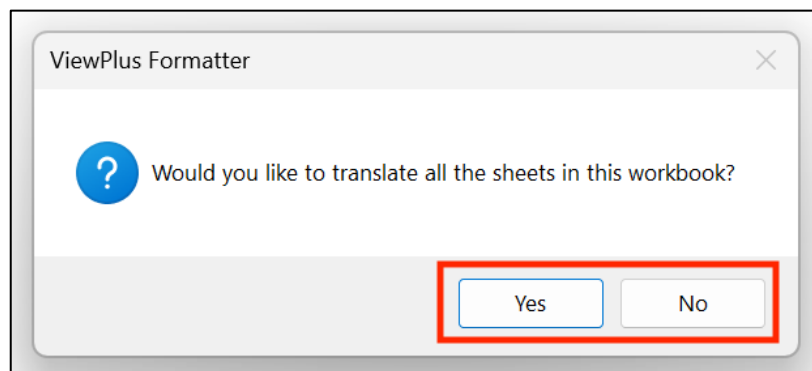 ViewPlus Formatter
Would you like to translate all the sheets in this workbook?
Yes
No